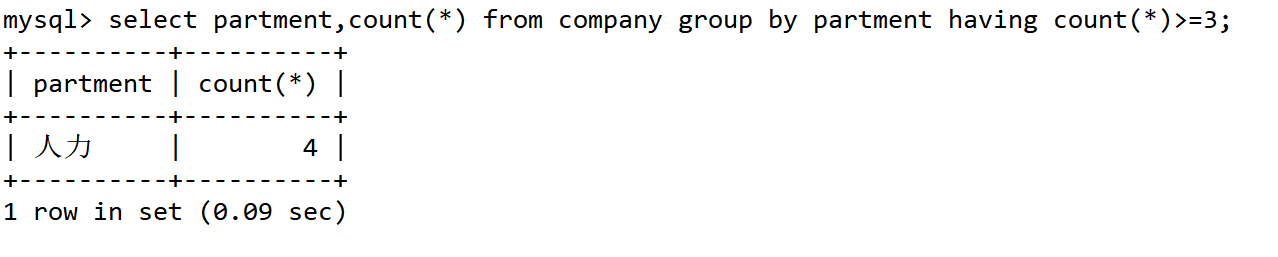 mysql> select partment,count(*) from company group by partment having count(*)>=3;
+----------+----------+
| partment | count(*) |
+----------+----------+
| 人力     |        4 |
+----------+----------+
1 row in set (0.09 sec)